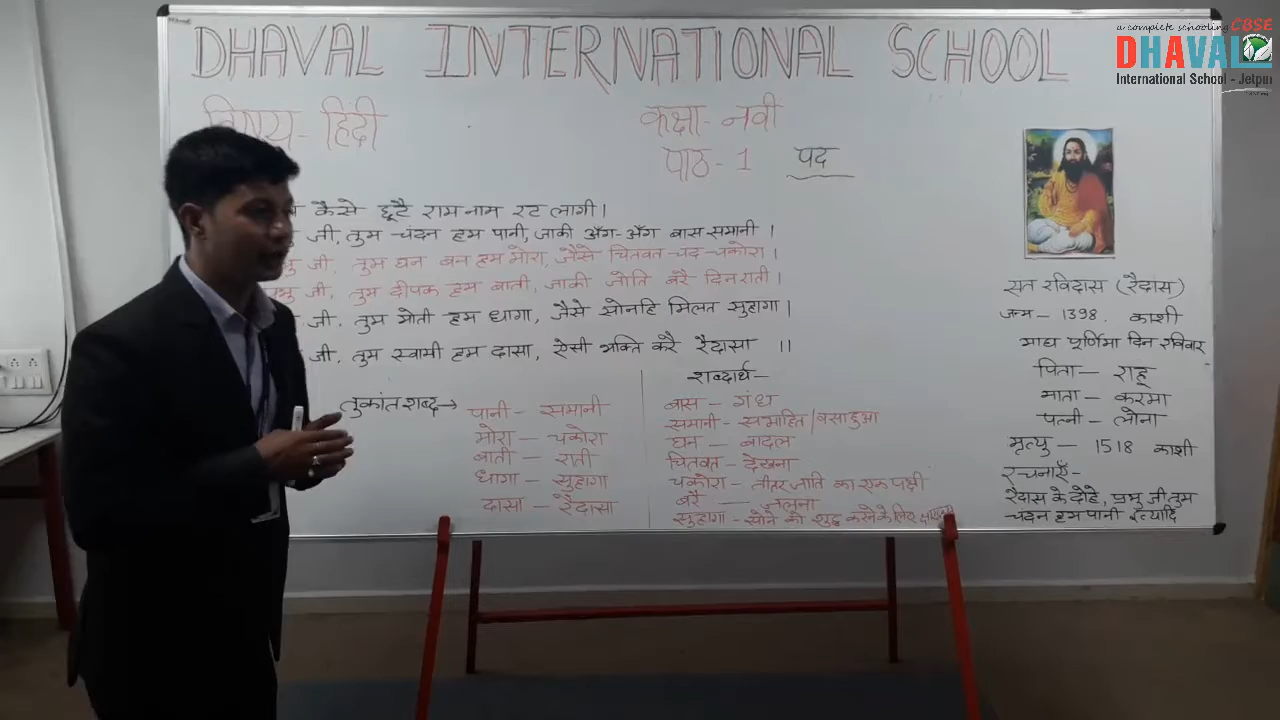 a complete schooling CBSE
DHAVAL
International School - Jetpur
DHAVAL INTERNATIONAL SCHOOL
विषय - हिंदी
कक्षा - नवी
पाठ - 1 पद
कैसे छूटै राम नाम रट लागी।
जी, तुम चंदन हम पानी, जाकी अँग-अँग बास समानी।
जी, तुम घन बन हम मोरा, जैसे चितवत चंद चकोरा।
जी, तुम दीपक हम बाती, जाकी जोति बरै दिन राती।
जी, तुम मोती हम धागा, जैसे सोनहि मिलत सुहागा।
जी, तुम स्वामी हम दासा, ऐसी भक्ति करै रैदासा ।।
तुकांत शब्द →
पानी - समानी
मोरा - चकोरा
बाती - राती
धागा - सुहागा
दासा - रैदासा
शब्दार्थ -
बास - गंध
समानी - समाहित/बसा हुआ
घन - बादल
चितवत - देखना
चकोरा - तीतर जाति का एक पक्षी
बरै - जलना
सुहागा - सोने को शुद्ध करने के लिए
संत रविदास (रैदास)
जन्म - 1398 काशी
माघ पूर्णिमा दिन रविवार
पिता - राहू
माता - करमा
पत्नी - लोना
मृत्यु - 1518 काशी
रचनाएँ -
रैदास के दोहे, प्रभु जी तुम
चंदन हम पानी इत्यादि